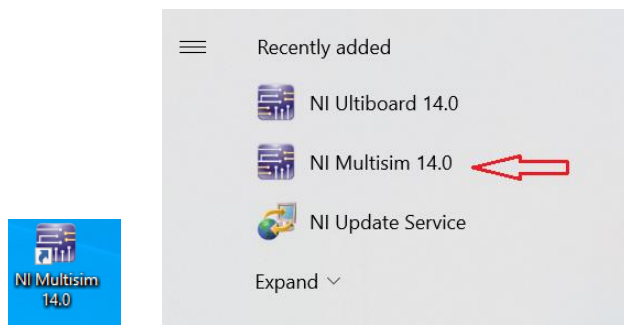 Recently added
NI Ultiboard 14.0
NI Multisim 14.0
NI Update Service
Expand
NI Multisim
14.0